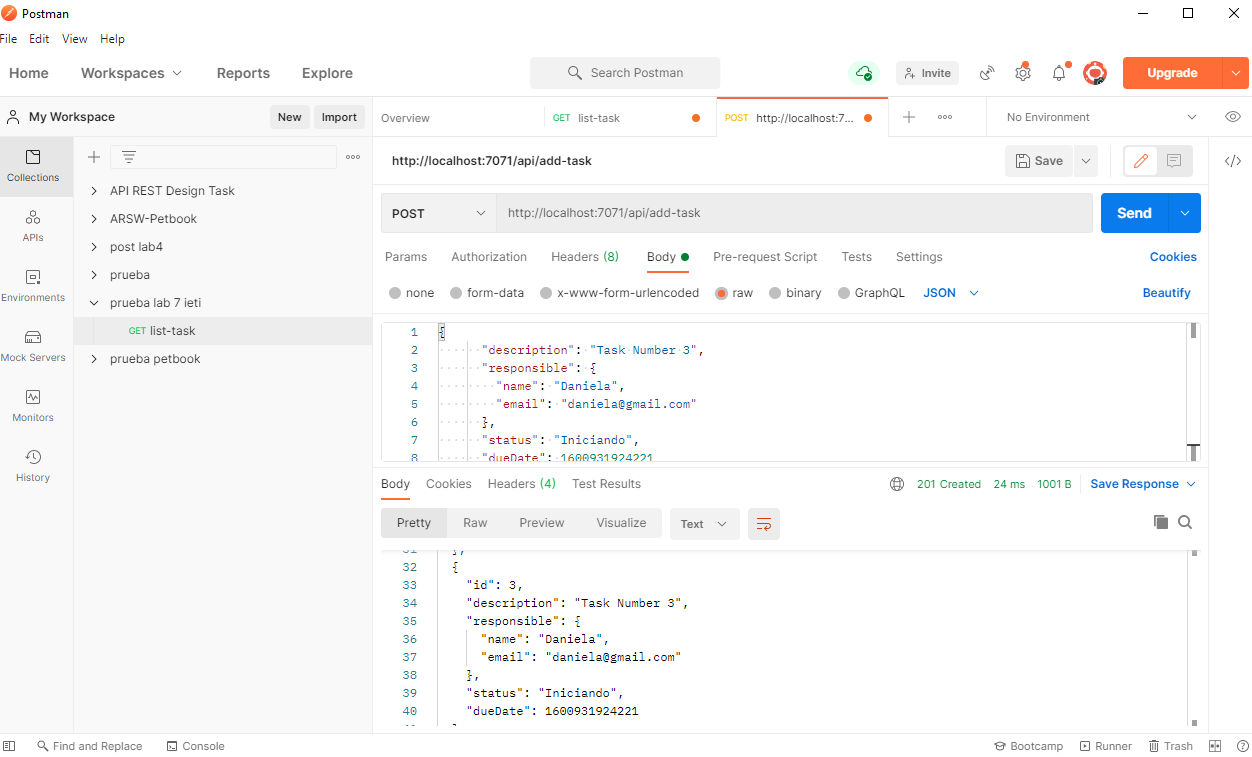 Postman
File Edit View Help
Home Workspaces Reports Explore Search Postman Invite Upgrade
My Workspace New Import
Overview GET list-task POST http://localhost:7... ooo No Environment
http://localhost:7071/api/add-task Save
Collections
APIs
Environments
Mock Servers
Monitors
History
API REST Design Task
ARSW-Petbook
post lab4
prueba
prueba lab 7 ieti
GET list-task
prueba petbook
POST http://localhost:7071/api/add-task Send
Params Authorization Headers (8) Body Pre-request Script Tests Settings Cookies
none form-data x-www-form-urlencoded raw binary GraphQL JSON Beautify
1 {
2 "description": "Task Number 3",
3 "responsible": {
4 "name": "Daniela",
5 "email": "daniela@gmail.com"
6 },
7 "status": "Iniciando",
8 "dueDate": 1600931924221
Body Cookies Headers (4) Test Results 201 Created 24 ms 1001 B Save Response
Pretty Raw Preview Visualize Text
31 },
32 {
33 "id": 3,
34 "description": "Task Number 3",
35 "responsible": {
36 "name": "Daniela",
37 "email": "daniela@gmail.com"
38 },
39 "status": "Iniciando",
40 "dueDate": 1600931924221
Find and Replace Console Bootcamp Runner Trash